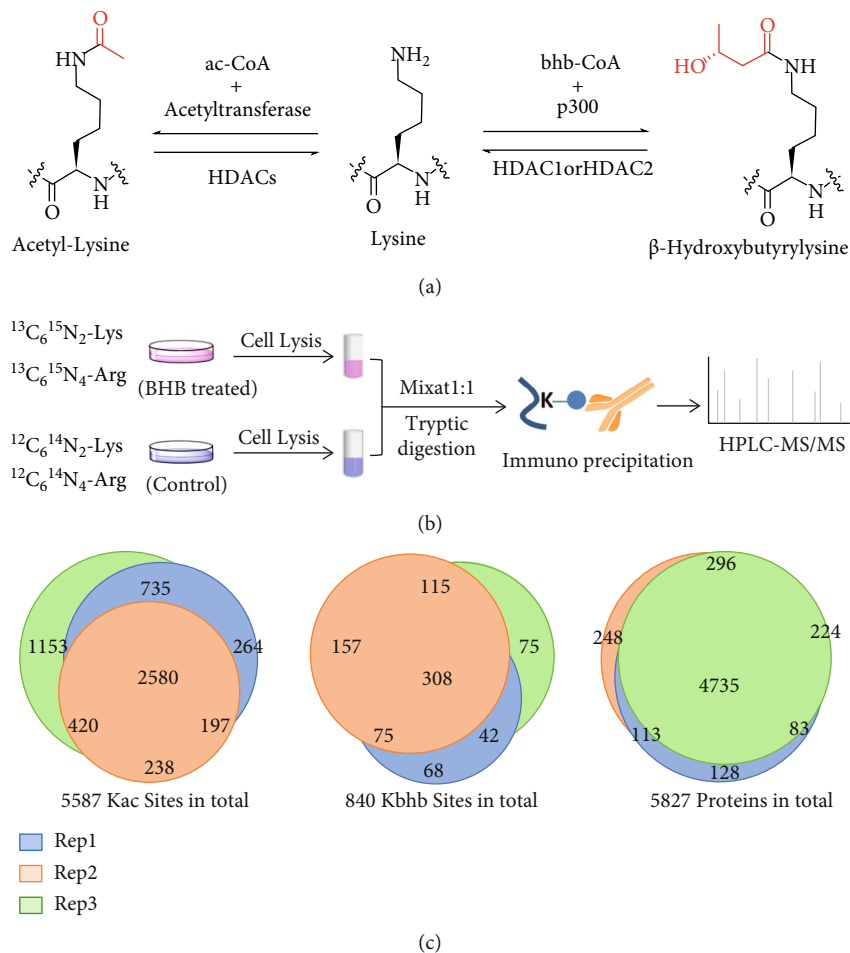 O
NH
ac-CoA
+
Acetyltransferase
HDACs
O
N
H
Acetyl-Lysine
NH₂
O
N
H
Lysine
bhb-CoA
+
p300
HDAC1orHDAC2
HO
O
NH
O
N
H
β-Hydroxybutyrylysine
(a)
¹³C₆¹⁵N₂-Lys
¹³C₆¹⁵N₄-Arg
(BHB treated)
Cell Lysis
¹²C₆¹⁴N₂-Lys
¹²C₆¹⁴N₄-Arg
(Control)
Cell Lysis
Mixat1:1
Tryptic
digestion
K
Immuno precipitation
HPLC-MS/MS
(b)
735
1153
264
2580
420
197
238
5587 Kac Sites in total
115
157
75
308
75
42
68
840 Kbhb Sites in total
296
248
224
4735
113
83
128
5827 Proteins in total
Rep1
Rep2
Rep3
(c)